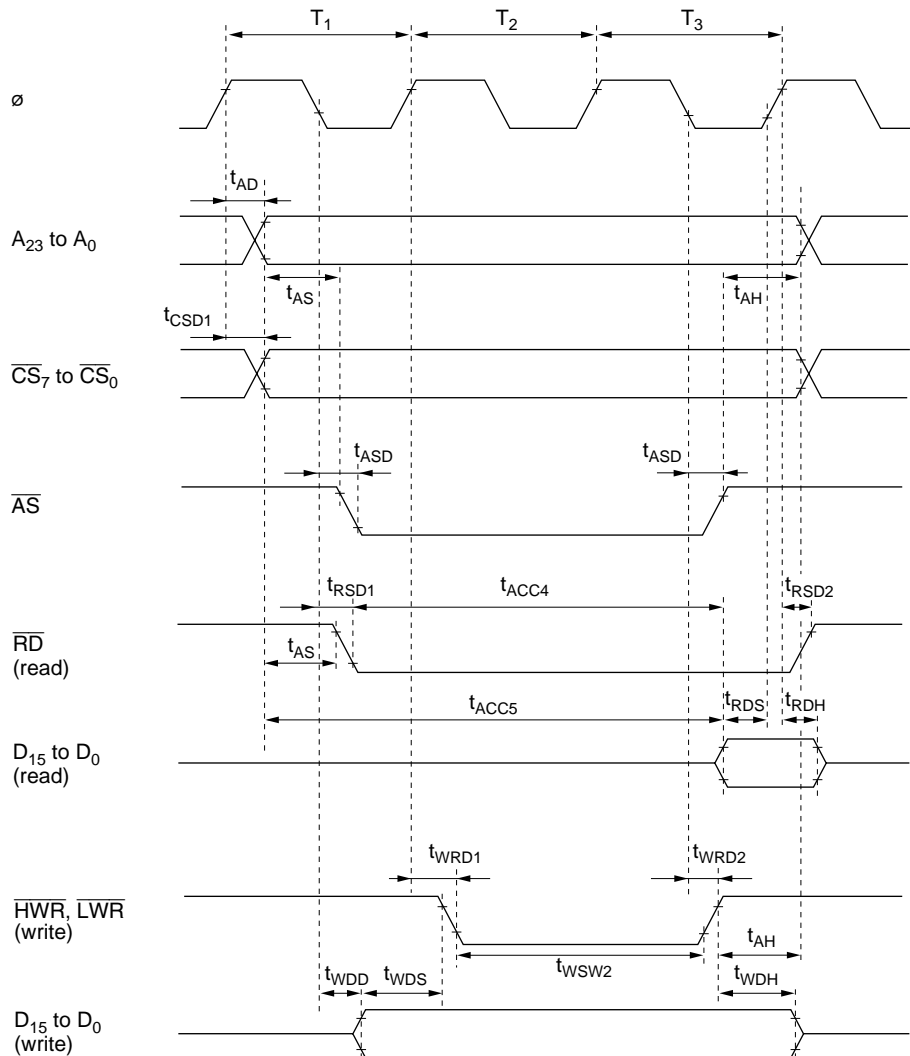 T1 T2 T3
ø
tAD
A23 to A0
tAS tAH
tCSD1
CS7 to CS0
tASD tASD
AS
tRSD1 tACC4 tRSD2
RD
(read)
tAS
tACC5 tRDS tRDH
D15 to D0
(read)
tWRD1 tWRD2
HWR, LWR
(write)
tAH
tWSW2
tWDD tWDS tWDH
D15 to D0
(write)